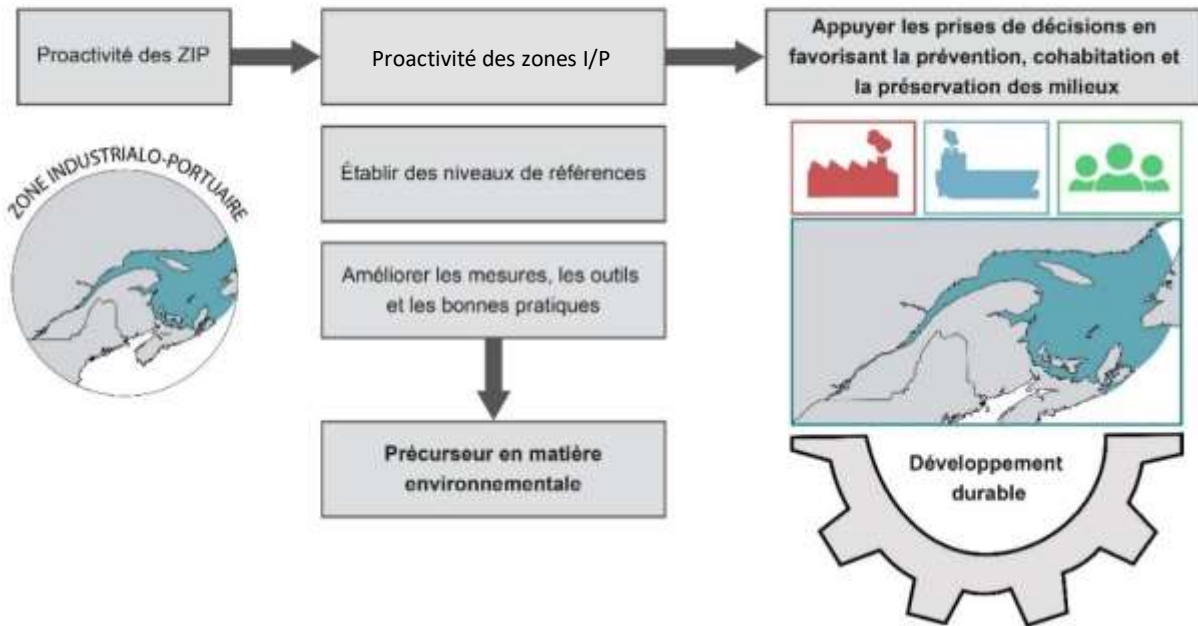 Proactivité des ZIP
Proactivité des zones I/P
Appuyer les prises de décisions en
favorisant la prévention, cohabitation et
la préservation des milieux
ZONE INDUSTRIALO-PORTUAIRE
Établir des niveaux de références
Améliorer les mesures, les outils
et les bonnes pratiques
Précurseur en matière
environnementale
Développement
durable